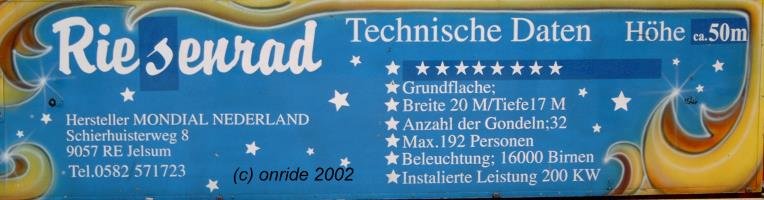 Riesenrad
Technische Daten
Höhe ca.50m
Hersteller MONDIAL NEDERLAND
Schierhuisterweg 8
9057 RE Jelsum
Tel.0582 571723
Grundflache;
Breite 20 M/Tiefe17 M
Anzahl der Gondeln;32
Max.192 Personen
Beleuchtung; 16000 Birnen
Instalierte Leistung 200 KW
(c) onride 2002